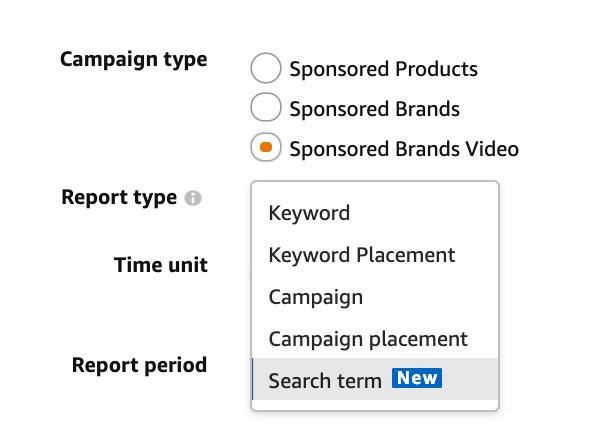 Campaign type
Sponsored Products
Sponsored Brands
Sponsored Brands Video
Report type
Keyword
Keyword Placement
Time unit
Campaign
Campaign placement
Report period
Search term New